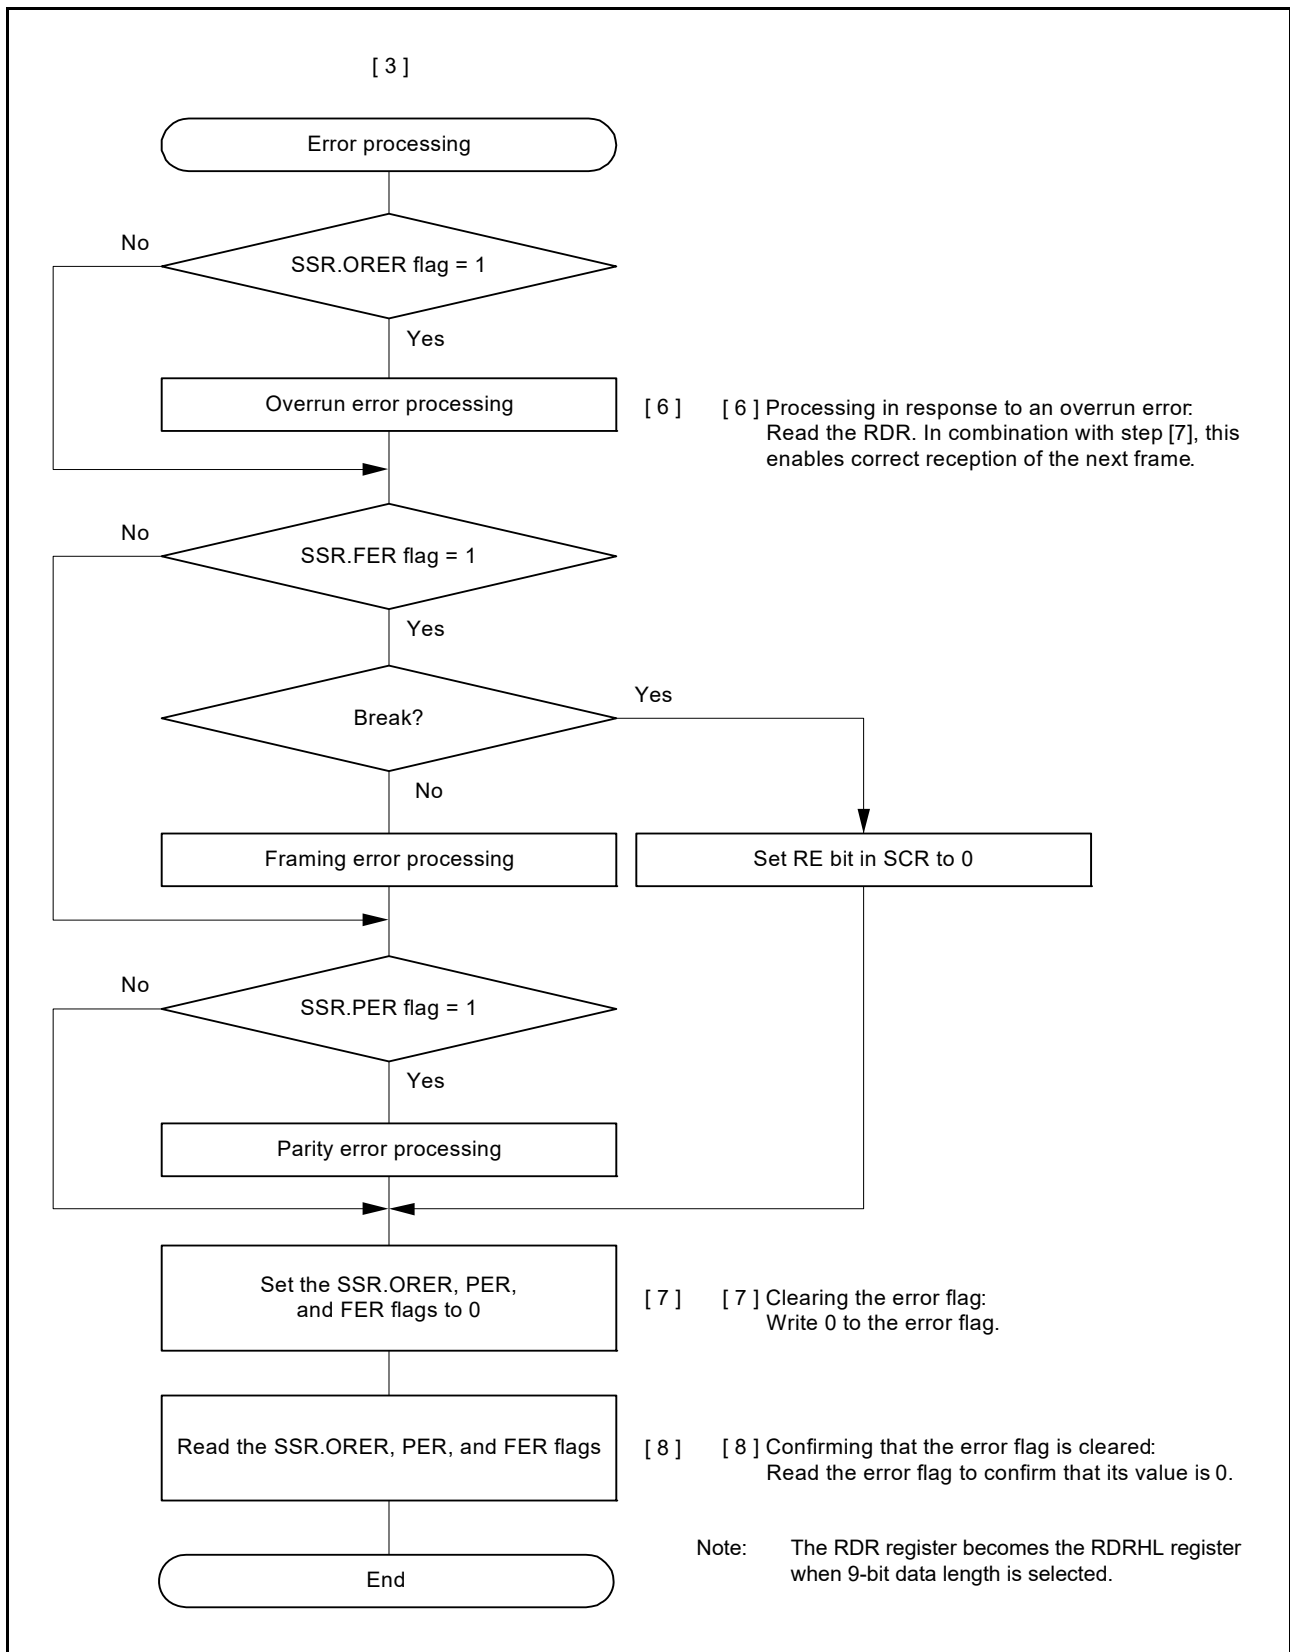 [ 3 ]
Error processing
No
SSR.ORER flag = 1
Yes
Overrun error processing
[ 6 ]
[ 6 ] Processing in response to an overrun error:
Read the RDR. In combination with step [7], this
enables correct reception of the next frame.
No
SSR.FER flag = 1
Yes
Break?
Yes
No
Framing error processing
Set RE bit in SCR to 0
No
SSR.PER flag = 1
Yes
Parity error processing
Set the SSR.ORER, PER,
and FER flags to 0
[ 7 ]
[ 7 ] Clearing the error flag:
Write 0 to the error flag.
Read the SSR.ORER, PER, and FER flags
[ 8 ]
[ 8 ] Confirming that the error flag is cleared:
Read the error flag to confirm that its value is 0.
Note: The RDR register becomes the RDRHL register
when 9-bit data length is selected.
End